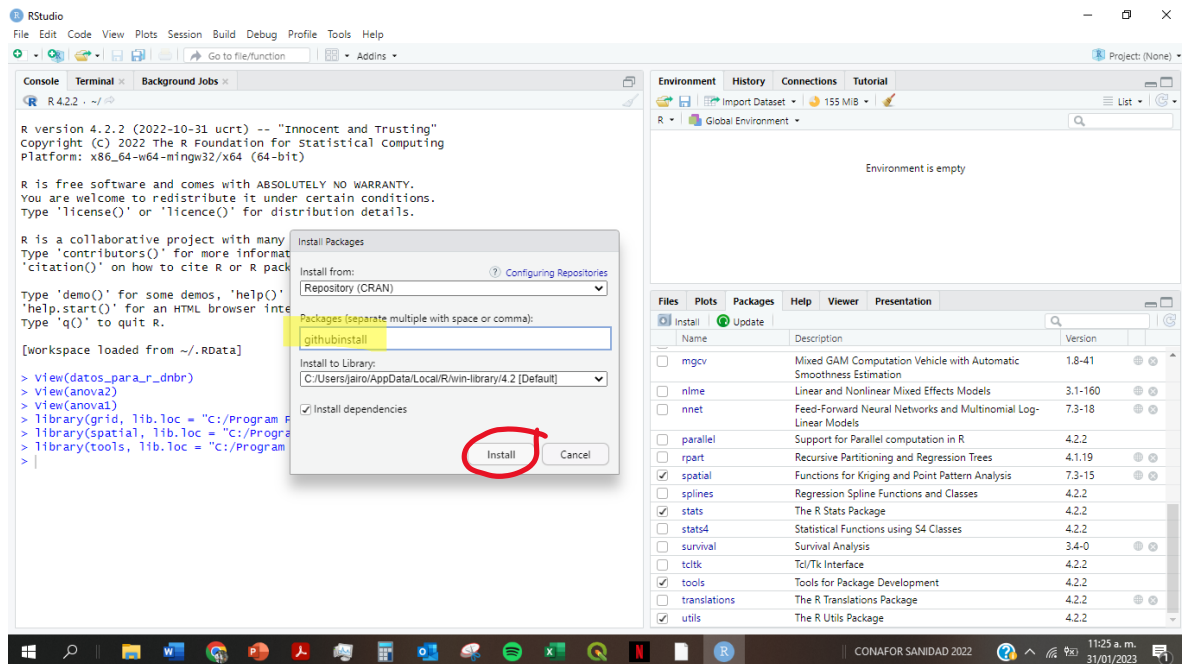 RStudio
File Edit Code View Plots Session Build Debug Profile Tools Help
Go to file/function Addins Project: (None)
Console Terminal Background Jobs
R 4.2.2 · ~/
R version 4.2.2 (2022-10-31 ucrt) -- "Innocent and Trusting"
Copyright (C) 2022 The R Foundation for Statistical Computing
Platform: x86_64-w64-mingw32/x64 (64-bit)
R is free software and comes with ABSOLUTELY NO WARRANTY.
You are welcome to redistribute it under certain conditions.
Type 'license()' or 'licence()' for distribution details.
R is a collaborative project with many
Type 'contributors()' for more informat
'citation()' on how to cite R or R pack
Type 'demo()' for some demos, 'help()'
'help.start()' for an HTML browser inte
Type 'q()' to quit R.
[Workspace loaded from ~/.RData]
> View(datos_para_r_dnbr)
> View(anova2)
> View(anova1)
> library(grid, lib.loc = "C:/Program F
> library(spatial, lib.loc = "C:/Progra
> library(tools, lib.loc = "C:/Program
>
Install Packages
Install from:
? Configuring Repositories
Repository (CRAN)
Packages (separate multiple with space or comma):
githubinstall
Install to Library:
C:/Users/jairo/AppData/Local/R/win-library/4.2 [Default]
Install dependencies
Install Cancel
Environment History Connections Tutorial
Import Dataset 155 MiB List
R Global Environment
Environment is empty
Files Plots Packages Help Viewer Presentation
Install Update
Name Description Version
mgcv Mixed GAM Computation Vehicle with Automatic 1.8-41
Smoothness Estimation
nlme Linear and Nonlinear Mixed Effects Models 3.1-160
nnet Feed-Forward Neural Networks and Multinomial Log- 7.3-18
Linear Models
parallel Support for Parallel computation in R 4.2.2
rpart Recursive Partitioning and Regression Trees 4.1.19
spatial Functions for Kriging and Point Pattern Analysis 7.3-15
splines Regression Spline Functions and Classes 4.2.2
stats The R Stats Package 4.2.2
stats4 Statistical Functions using S4 Classes 4.2.2
survival Survival Analysis 3.4-0
tcltk Tcl/Tk Interface 4.2.2
tools Tools for Package Development 4.2.2
translations The R Translations Package 4.2.2
utils The R Utils Package 4.2.2
CONAFOR SANIDAD 2022
11:25 a. m.
31/01/2023